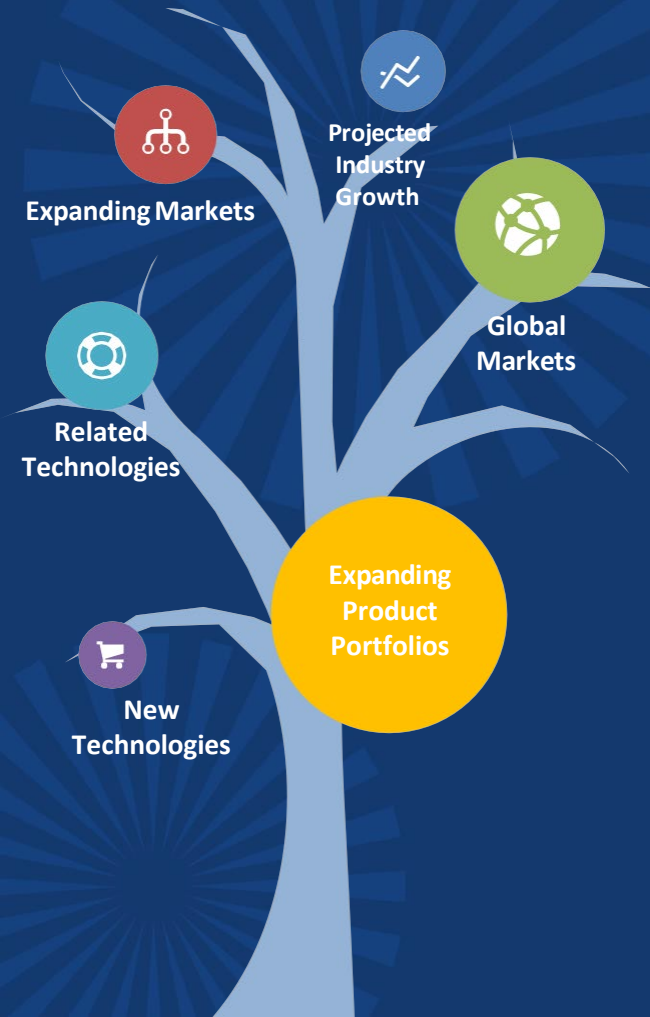 Projected
Industry
Growth
Expanding Markets
Global
Markets
Related
Technologies
Expanding
Product
Portfolios
New
Technologies